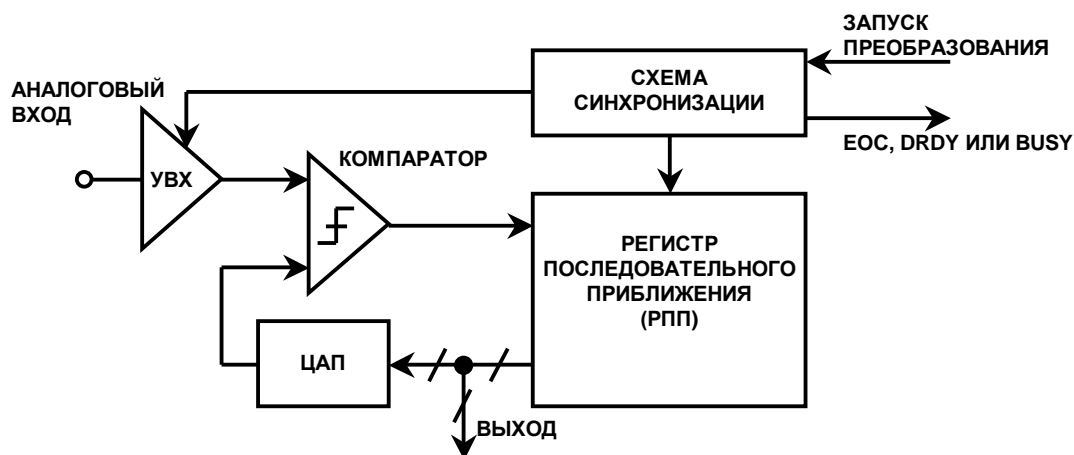 ЗАПУСК
ПРЕОБРАЗОВАНИЯ
СХЕМА
СИНХРОНИЗАЦИИ
АНАЛОГОВЫЙ
ВХОД
EOC, DRDY ИЛИ BUSY
КОМПАРАТОР
УВХ
РЕГИСТР
ПОСЛЕДОВАТЕЛЬНОГО
ПРИБЛИЖЕНИЯ
(РПП)
ЦАП
ВЫХОД